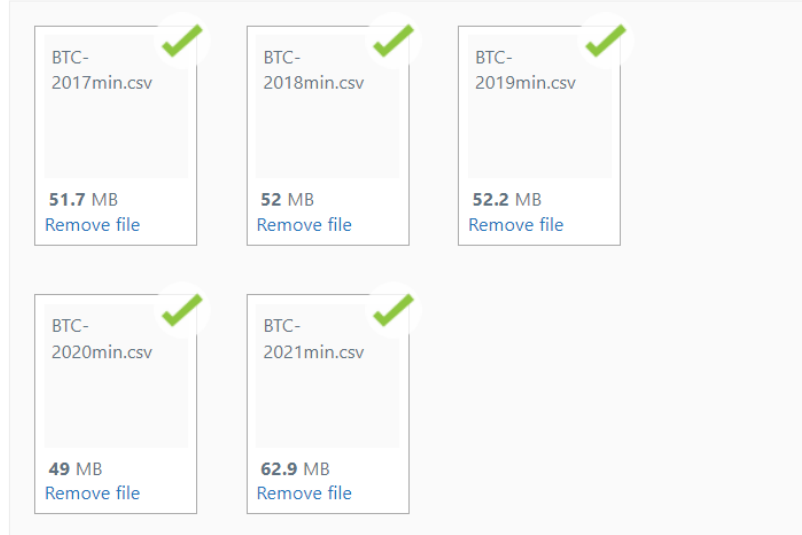 BTC-
2017min.csv
51.7 MB
Remove file
BTC-
2018min.csv
52 MB
Remove file
BTC-
2019min.csv
52.2 MB
Remove file
BTC-
2020min.csv
49 MB
Remove file
BTC-
2021min.csv
62.9 MB
Remove file